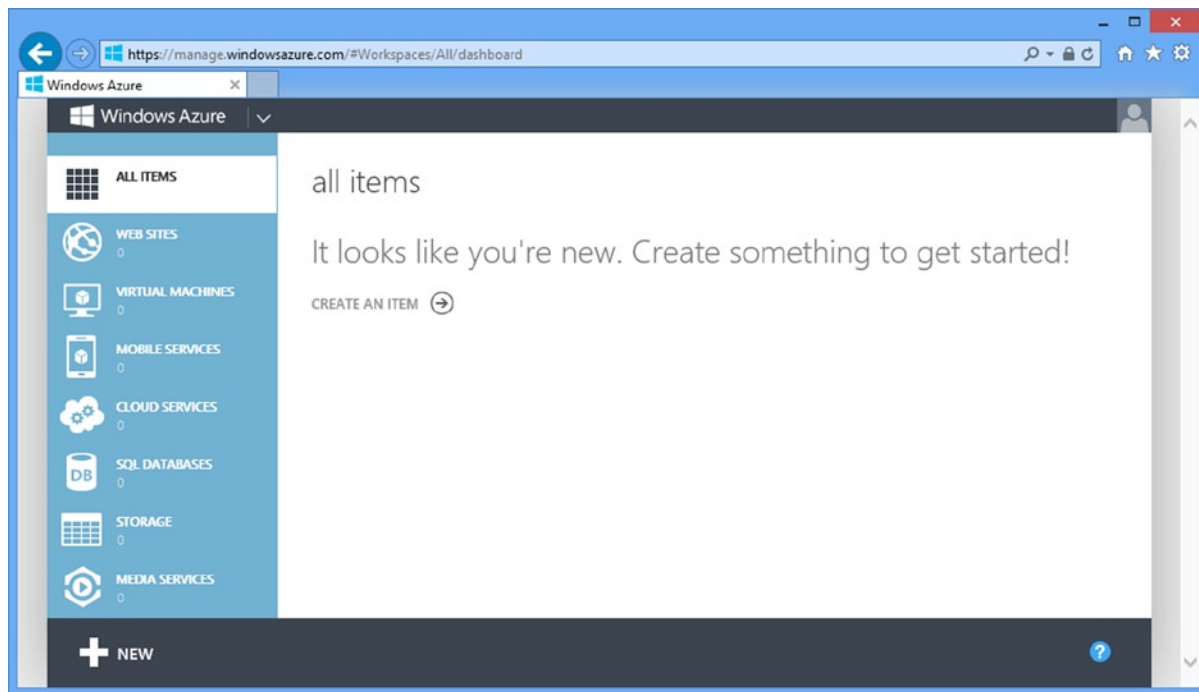 https://manage.windowsazure.com/#Workspaces/All/dashboard
Windows Azure
Windows Azure
ALL ITEMS
WEB SITES
0
VIRTUAL MACHINES
0
MOBILE SERVICES
0
CLOUD SERVICES
0
SQL DATABASES
DB
0
STORAGE
0
MEDIA SERVICES
0
all items
It looks like you're new. Create something to get started!
CREATE AN ITEM
NEW
?